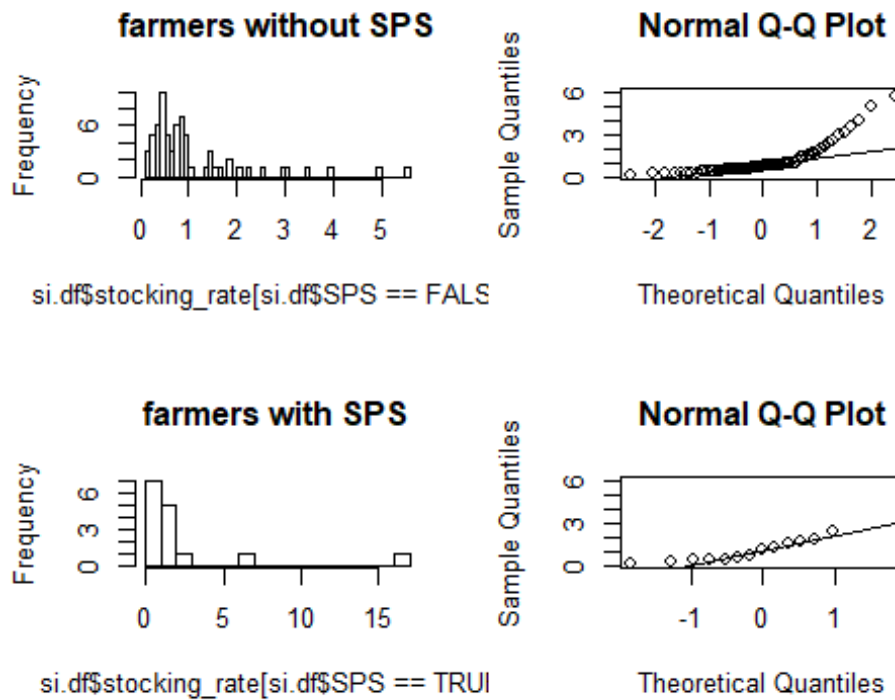 farmers without SPS
Frequency
0
6
0 1 2 3 4 5
si.df$stocking_rate[si.df$SPS == FALS
Normal Q-Q Plot
Sample Quantiles
0
3
6
-2 -1 0 1 2
Theoretical Quantiles
farmers with SPS
Frequency
0
3
6
0 5 10 15
si.df$stocking_rate[si.df$SPS == TRUI
Normal Q-Q Plot
Sample Quantiles
0
3
6
-1 0 1
Theoretical Quantiles